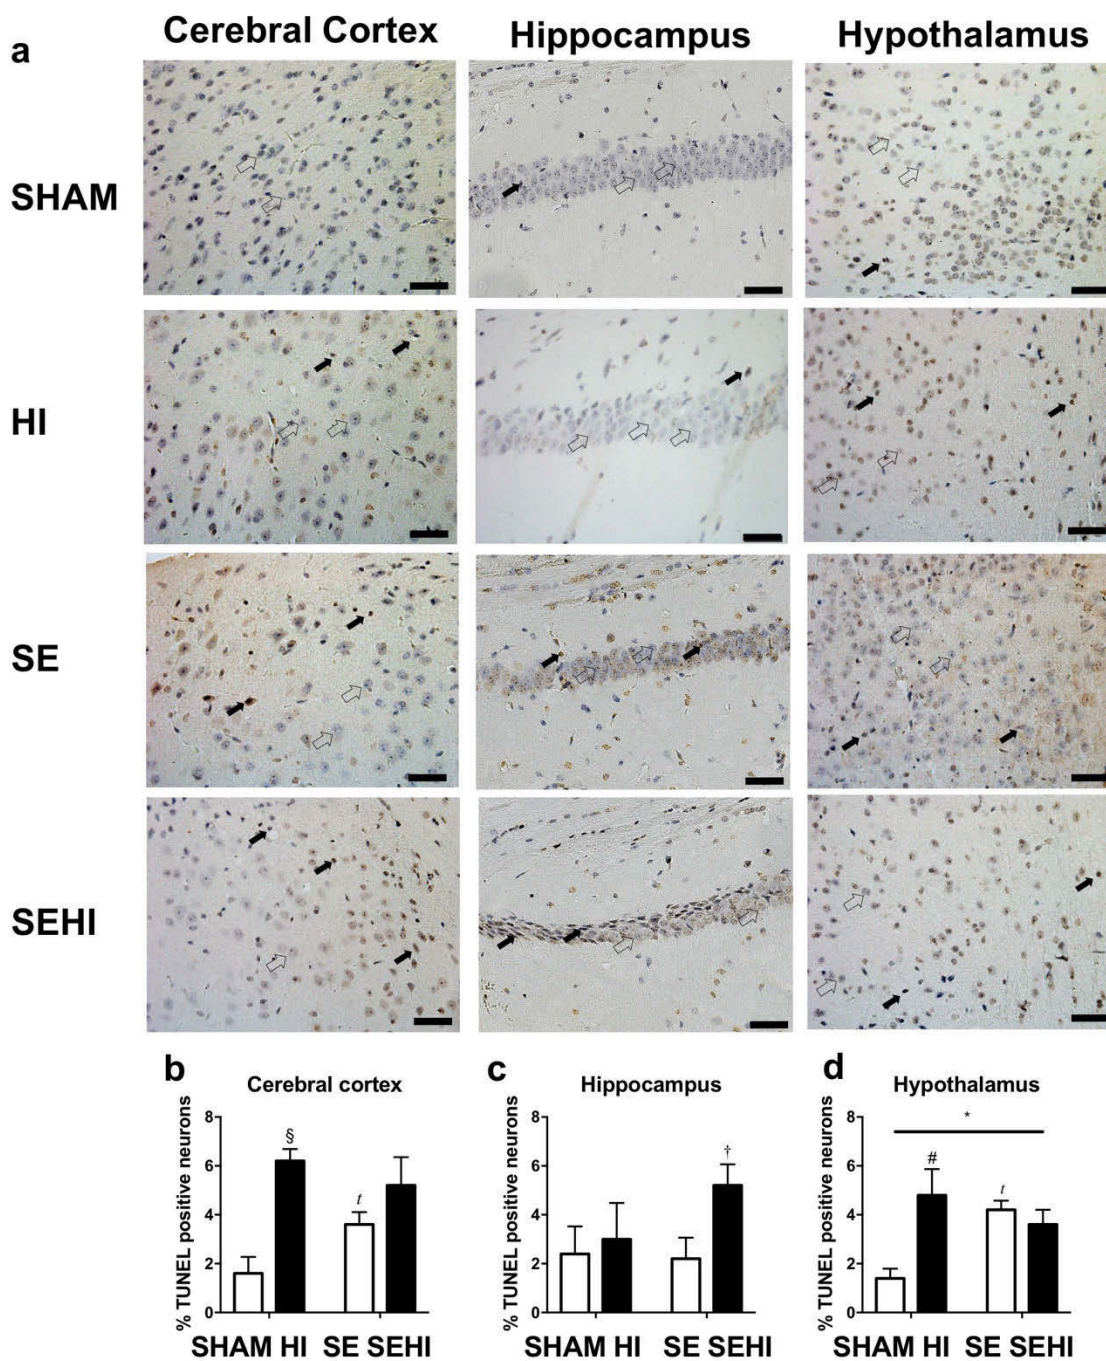 a
Cerebral Cortex
Hippocampus
Hypothalamus
SHAM
HI
SE
SEHI
b
Cerebral cortex
% TUNEL positive neurons
8
6
4
2
0
§
t
SHAM HI
SE SEHI
c
Hippocampus
% TUNEL positive neurons
8
6
4
2
0
†
SHAM HI
SE SEHI
d
Hypothalamus
% TUNEL positive neurons
8
6
4
2
0
*
#
t
SHAM HI
SE SEHI